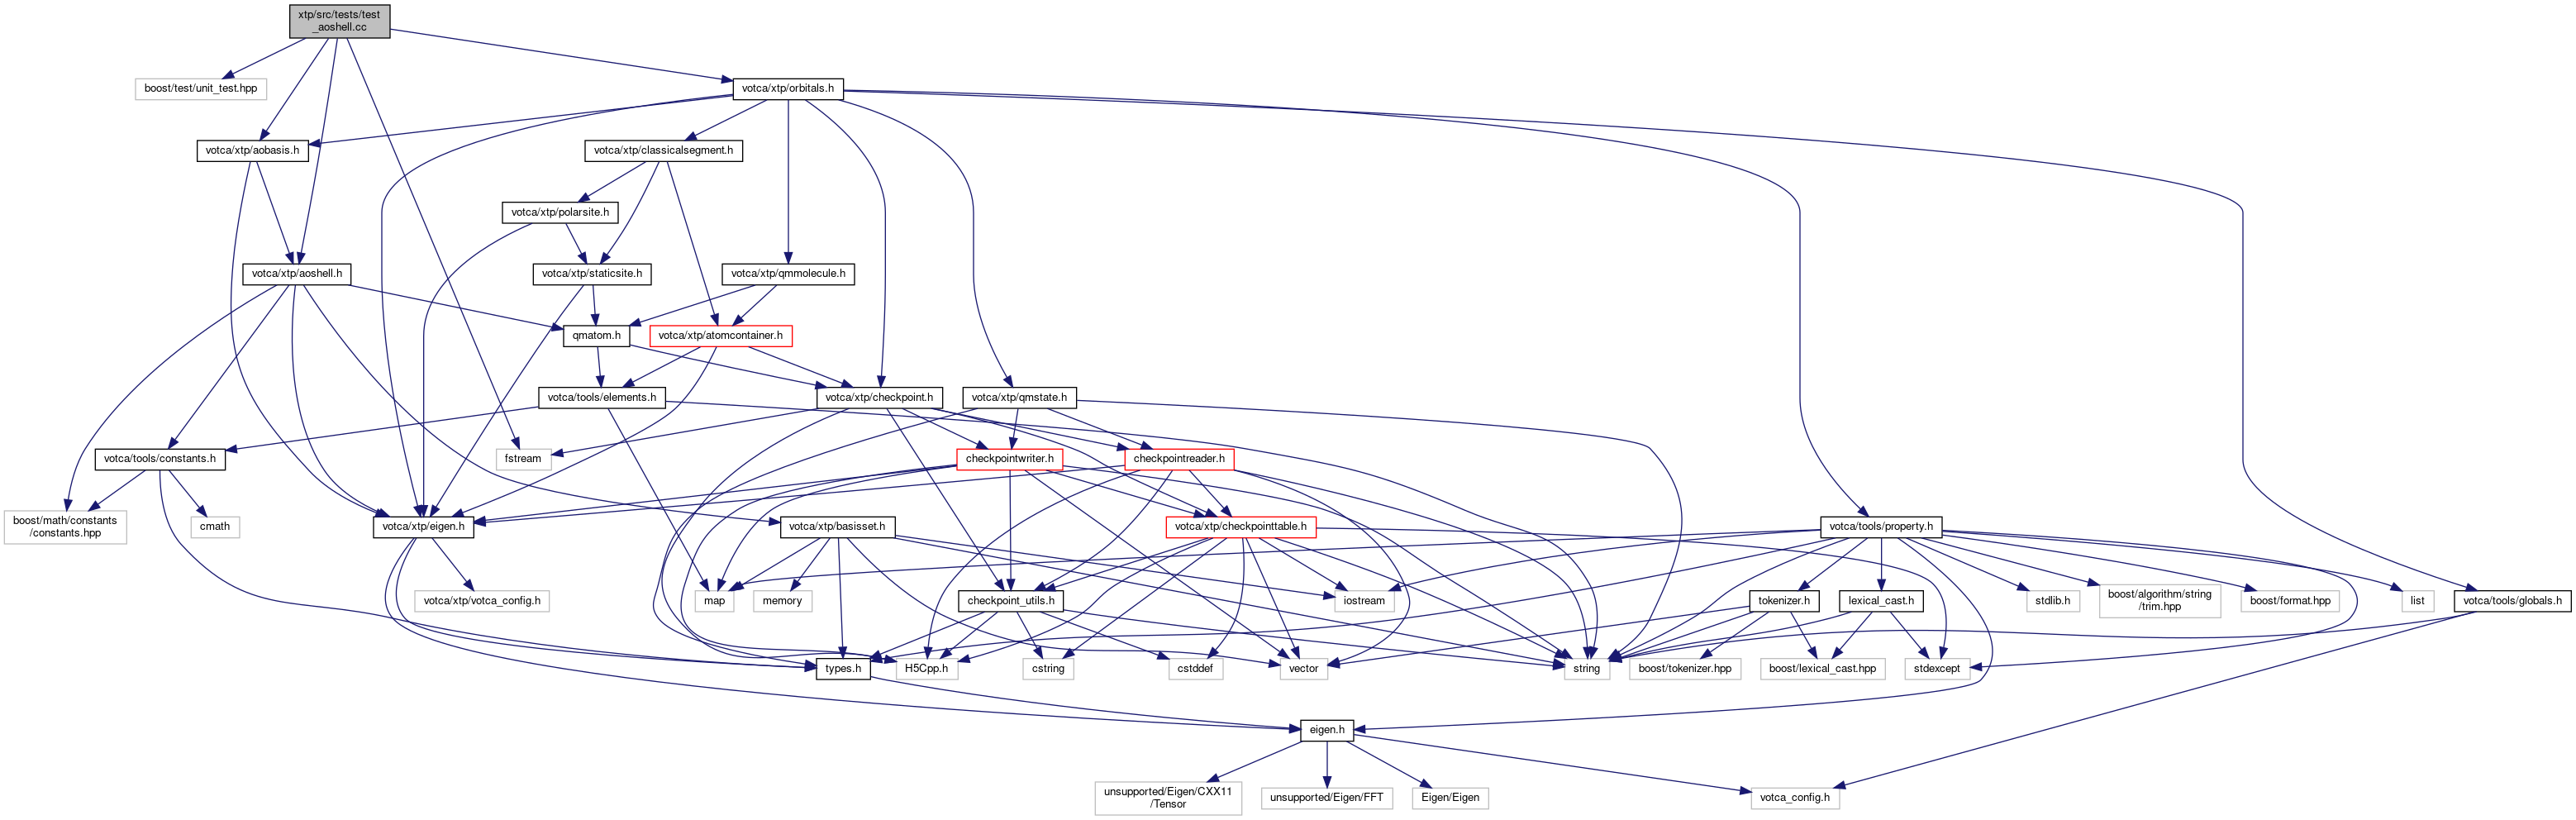 xtp/src/tests/test
_aoshell.cc
boost/test/unit_test.hpp
votca/xtp/orbitals.h
votca/xtp/aobasis.h
votca/xtp/classicalsegment.h
votca/xtp/polarsite.h
votca/xtp/aoshell.h
votca/xtp/staticsite.h
votca/xtp/qmmolecule.h
qmatom.h
votca/xtp/atomcontainer.h
votca/tools/elements.h
votca/xtp/checkpoint.h
votca/xtp/qmstate.h
votca/tools/constants.h
fstream
checkpointwriter.h
checkpointreader.h
boost/math/constants
/constants.hpp
cmath
votca/xtp/eigen.h
votca/xtp/basisset.h
votca/xtp/checkpointtable.h
votca/tools/property.h
votca/xtp/votca_config.h
map
memory
checkpoint_utils.h
iostream
tokenizer.h
lexical_cast.h
stdlib.h
boost/algorithm/string
/trim.hpp
boost/format.hpp
list
votca/tools/globals.h
types.h
H5Cpp.h
cstring
cstddef
vector
string
boost/tokenizer.hpp
boost/lexical_cast.hpp
stdexcept
eigen.h
unsupported/Eigen/CXX11
/Tensor
unsupported/Eigen/FFT
Eigen/Eigen
votca_config.h